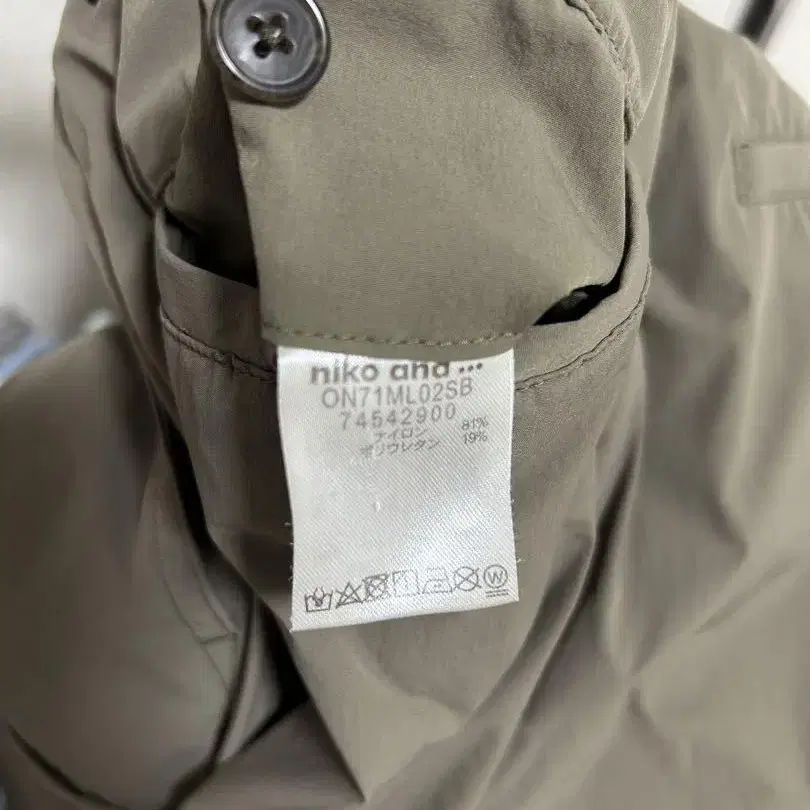 niko and ...
ON71ML02SB
74542900
ナイロン 81%
ポリウレタン 19%
W